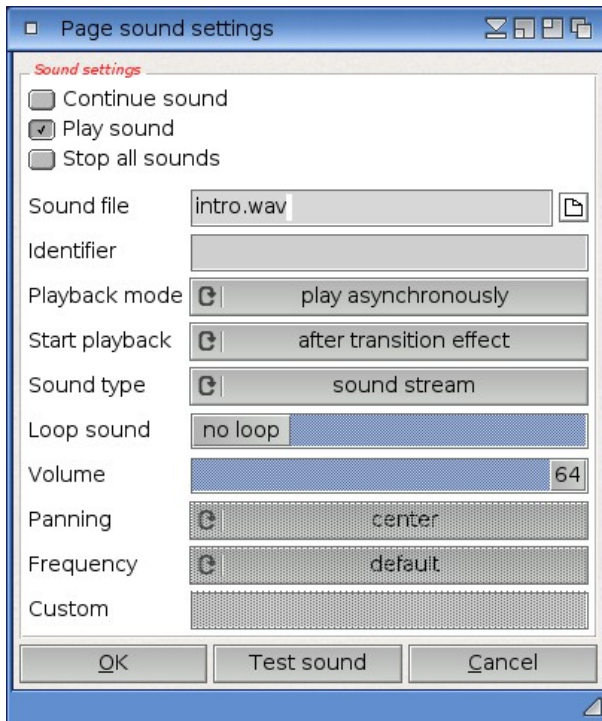 Page sound settings
Sound settings
Continue sound
Play sound
Stop all sounds
Sound file intro.wav
Identifier
Playback mode play asynchronously
Start playback after transition effect
Sound type sound stream
Loop sound no loop
Volume 64
Panning center
Frequency default
Custom
OK Test sound Cancel